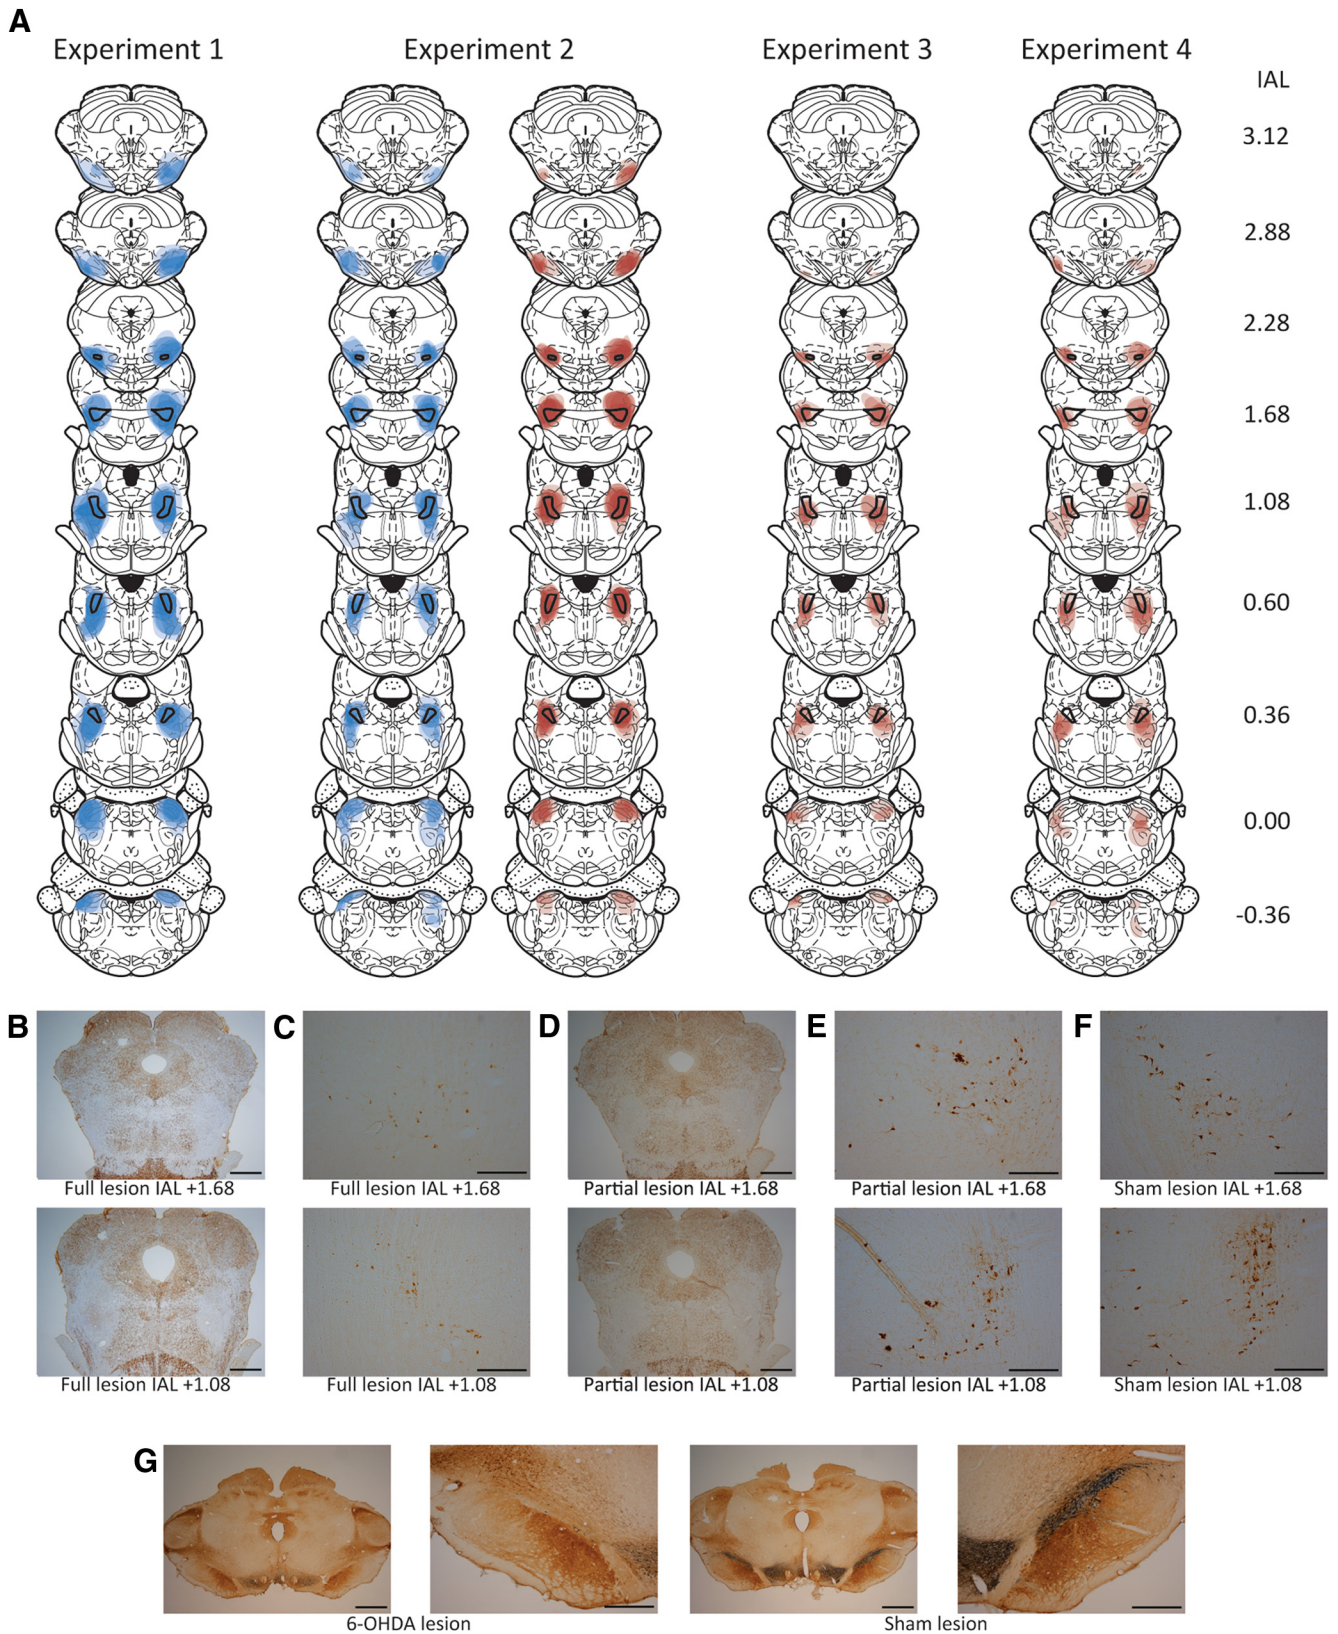 A
Experiment 1
Experiment 2
Experiment 3
Experiment 4
IAL
3.12
2.88
2.28
1.68
1.08
0.60
0.36
0.00
-0.36
B
C
D
E
F
Full lesion IAL +1.68
Full lesion IAL +1.68
Partial lesion IAL +1.68
Partial lesion IAL +1.68
Sham lesion IAL +1.68
Full lesion IAL +1.08
Full lesion IAL +1.08
Partial lesion IAL +1.08
Partial lesion IAL +1.08
Sham lesion IAL +1.08
G
6-OHDA lesion
Sham lesion